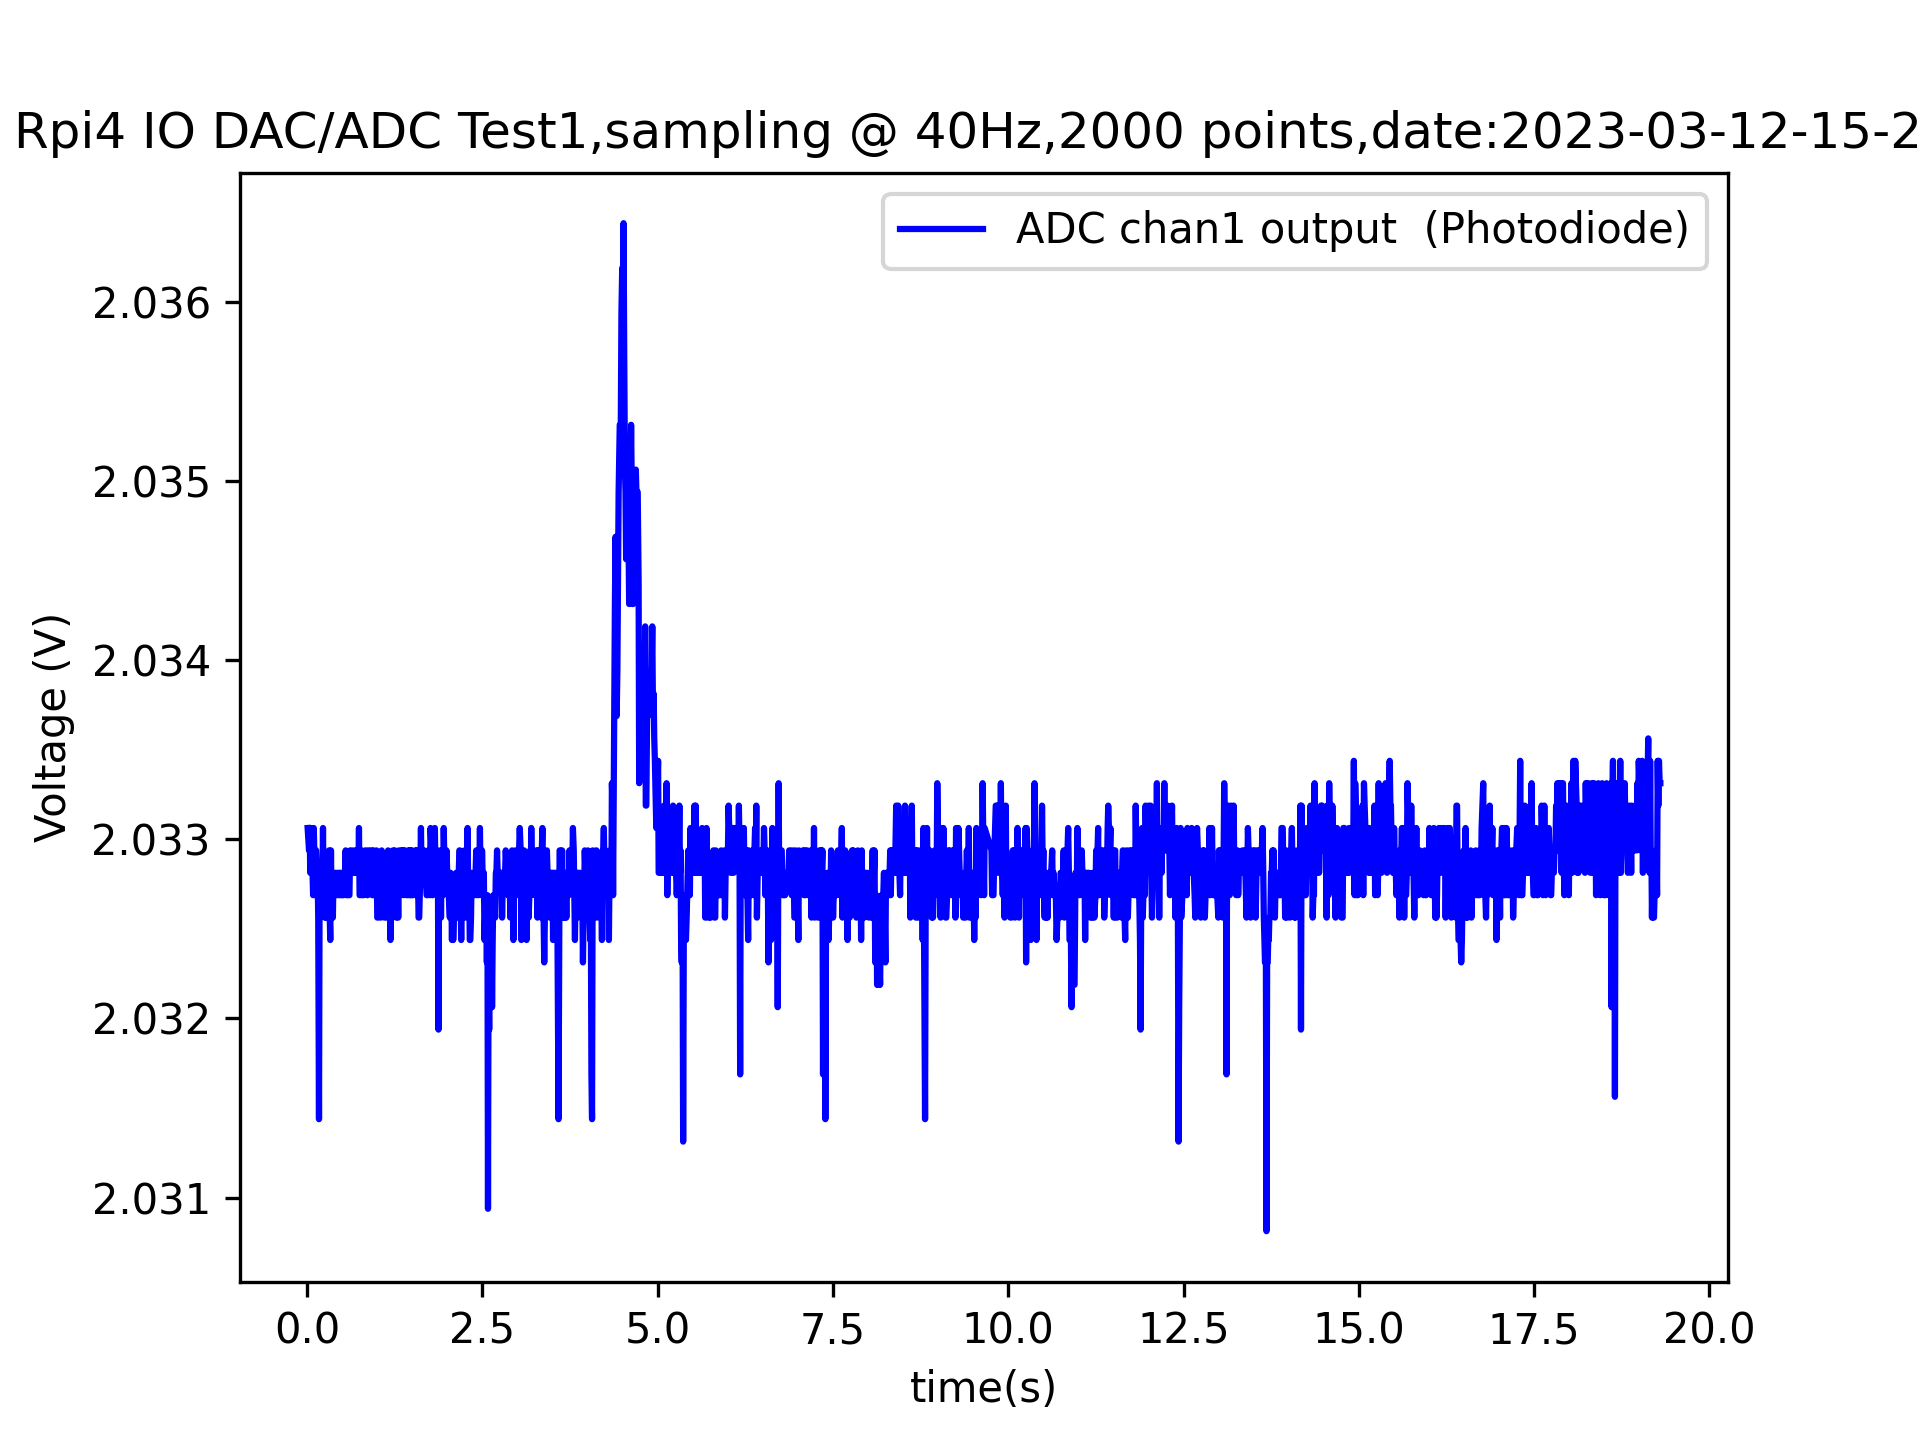 Rpi4 IO DAC/ADC Test1,sampling @ 40Hz,2000 points,date:2023-03-12-15-2
ADC chan1 output  (Photodiode)
2.036
2.035
2.034
2.033
2.032
2.031
Voltage (V)
0.0 2.5 5.0 7.5 10.0 12.5 15.0 17.5 20.0
time(s)